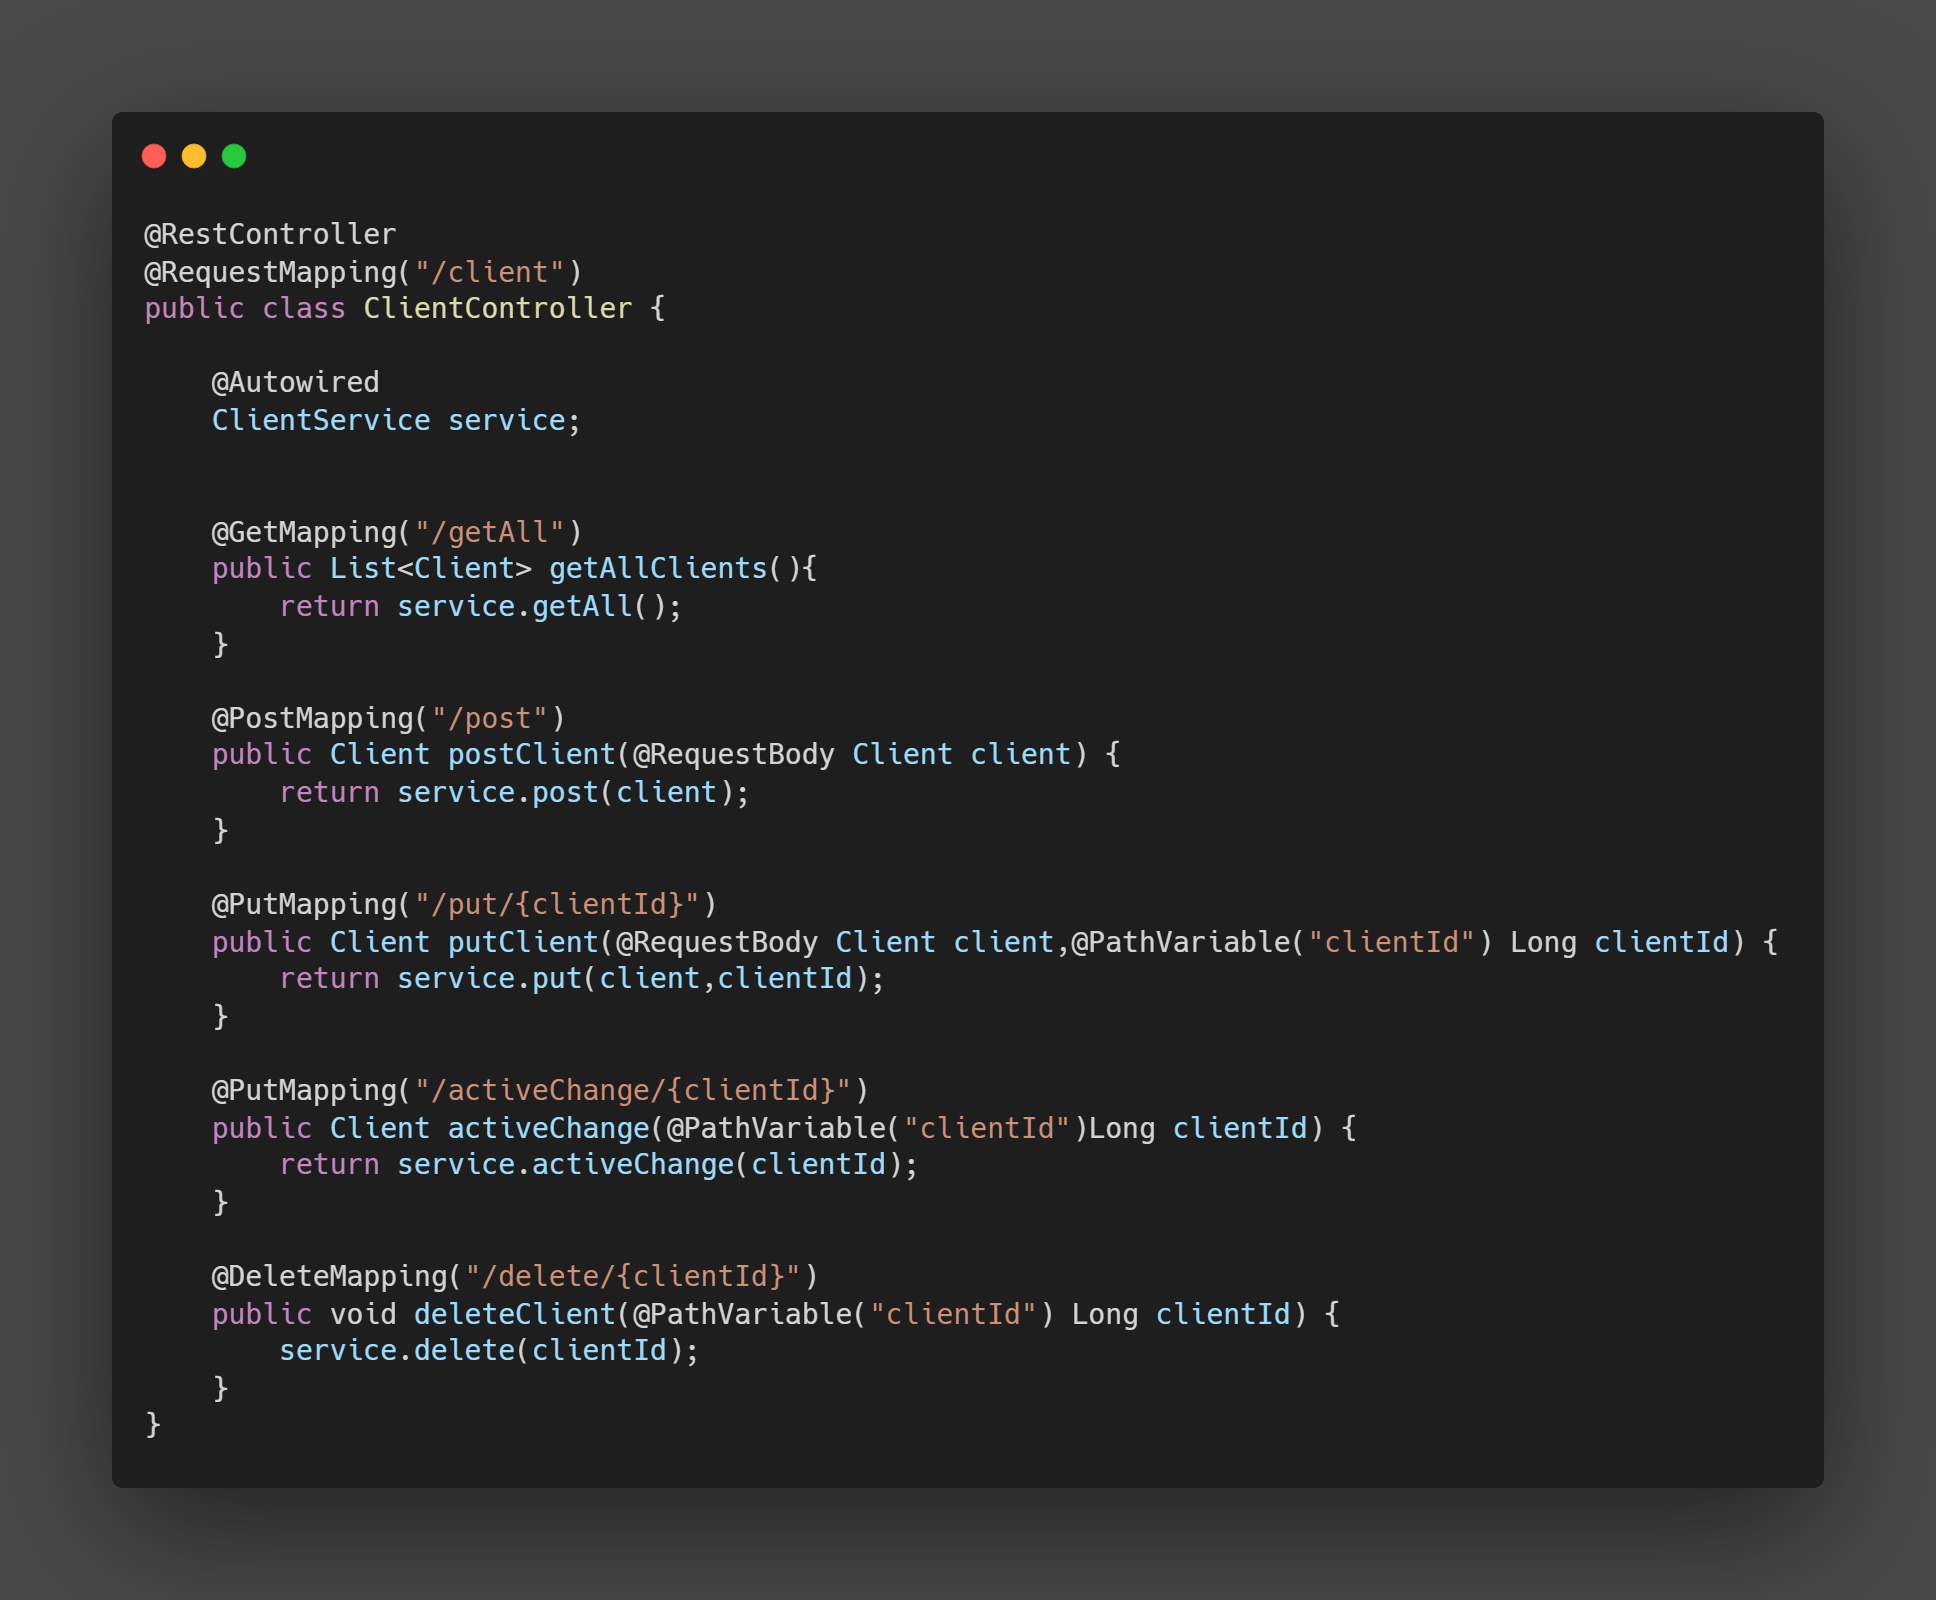 @RestController
@RequestMapping("/client")
public class ClientController {
@Autowired
ClientService service;
@GetMapping("/getAll")
public List<Client> getAllClients(){
return service.getAll();
}
@PostMapping("/post")
public Client postClient(@RequestBody Client client) {
return service.post(client);
}
@PutMapping("/put/{clientId}")
public Client putClient(@RequestBody Client client,@PathVariable("clientId") Long clientId) {
return service.put(client,clientId);
}
@PutMapping("/activeChange/{clientId}")
public Client activeChange(@PathVariable("clientId")Long clientId) {
return service.activeChange(clientId);
}
@DeleteMapping("/delete/{clientId}")
public void deleteClient(@PathVariable("clientId") Long clientId) {
service.delete(clientId);
}
}